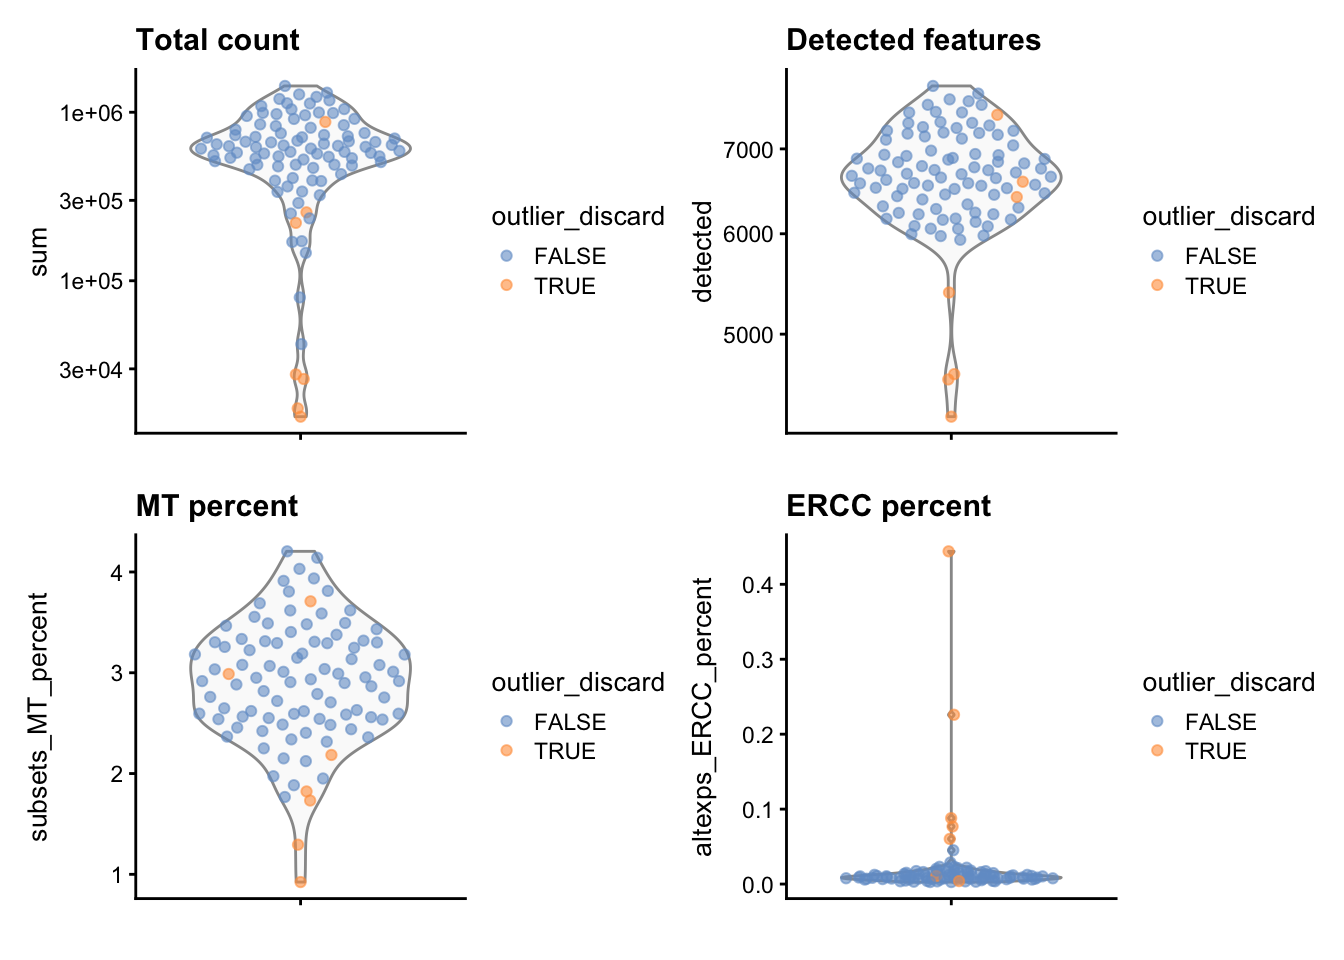 Total count
sum
1e+06
3e+05
1e+05
3e+04
outlier_discard
FALSE
TRUE
Detected features
detected
7000
6000
5000
outlier_discard
FALSE
TRUE
MT percent
subsets_MT_percent
4
3
2
1
outlier_discard
FALSE
TRUE
ERCC percent
altexps_ERCC_percent
0.4
0.3
0.2
0.1
0.0
outlier_discard
FALSE
TRUE